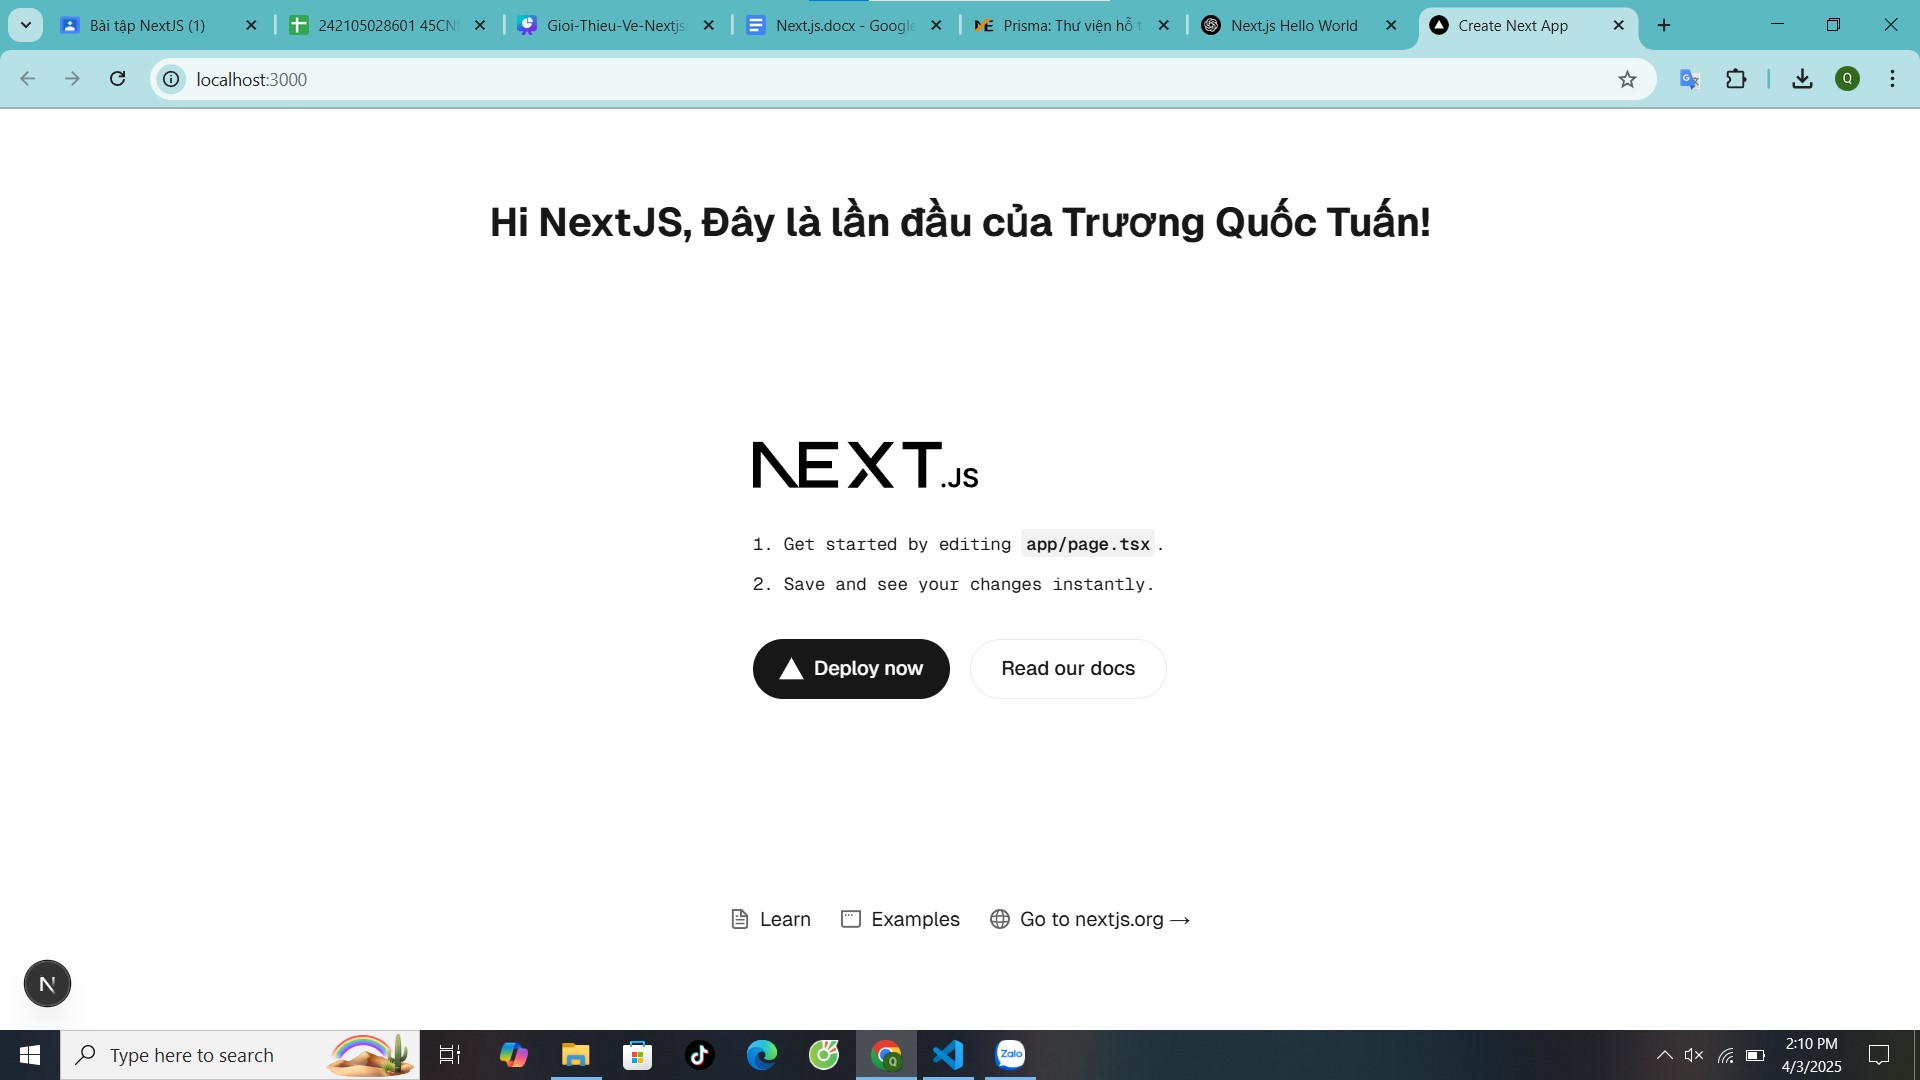 Bài tập NextJS (1)
242105028601 45CN
Gioi-Thieu-Ve-Nextjs
Next.js.docx - Google
Prisma: Thư viện hỗ t
Next.js Hello World
Create Next App
localhost:3000
Q
Hi NextJS, Đây là lần đầu của Trương Quốc Tuấn!
NEXT.JS
1. Get started by editing app/page.tsx.
2. Save and see your changes instantly.
Deploy now
Read our docs
Learn
Examples
Go to nextjs.org →
N
Type here to search
Zalo
2:10 PM
4/3/2025